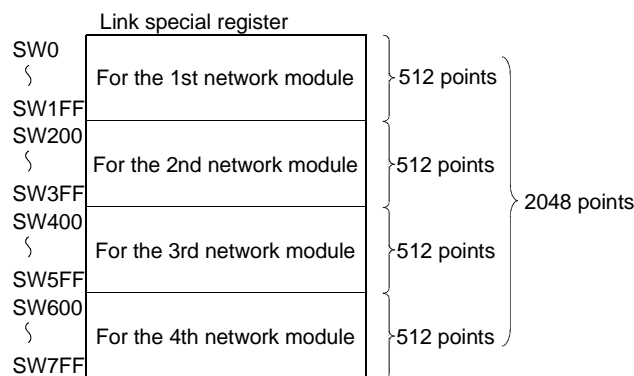 Link special register
SW0
For the 1st network module
512 points
SW1FF
SW200
For the 2nd network module
512 points
SW3FF
SW400
For the 3rd network module
512 points
SW5FF
SW600
For the 4th network module
512 points
SW7FF
2048 points